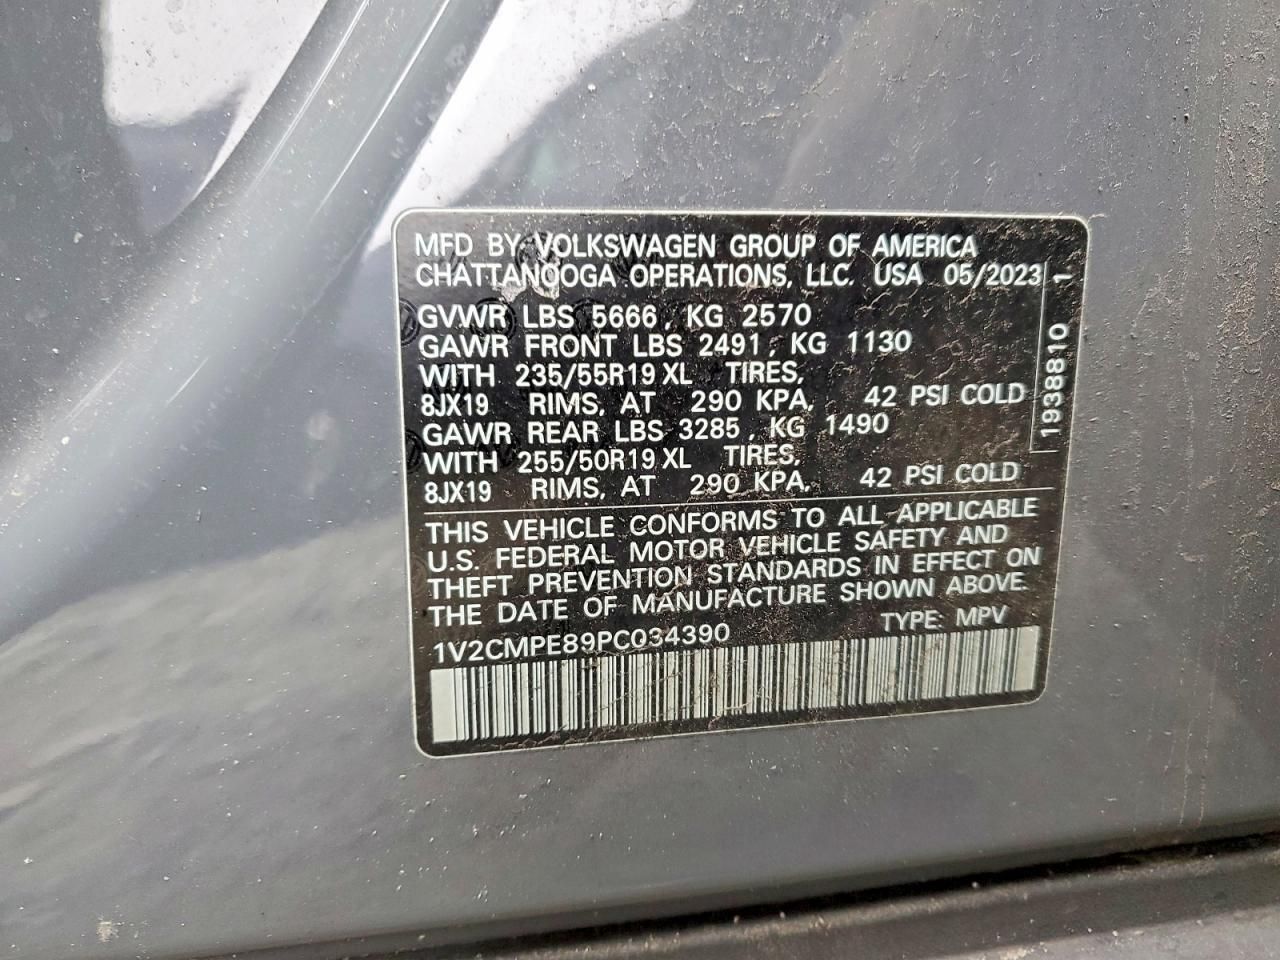 MFD BY VOLKSWAGEN GROUP OF AMERICA
CHATTANOOGA OPERATIONS, LLC. USA 05/2023
GVWR LBS 5666, KG 2570
GAWR FRONT LBS 2491, KG 1130
WITH 235/55R19 XL TIRES,
8JX19 RIMS, AT 290 KPA, 42 PSI COLD
GAWR REAR LBS 3285, KG 1490
WITH 255/50R19 XL TIRES,
8JX19 RIMS, AT 290 KPA, 42 PSI COLD
1938810 1
THIS VEHICLE CONFORMS TO ALL APPLICABLE
U.S. FEDERAL MOTOR VEHICLE SAFETY AND
THEFT PREVENTION STANDARDS IN EFFECT ON
THE DATE OF MANUFACTURE SHOWN ABOVE.
1V2CMPE89PC034390 TYPE: MPV